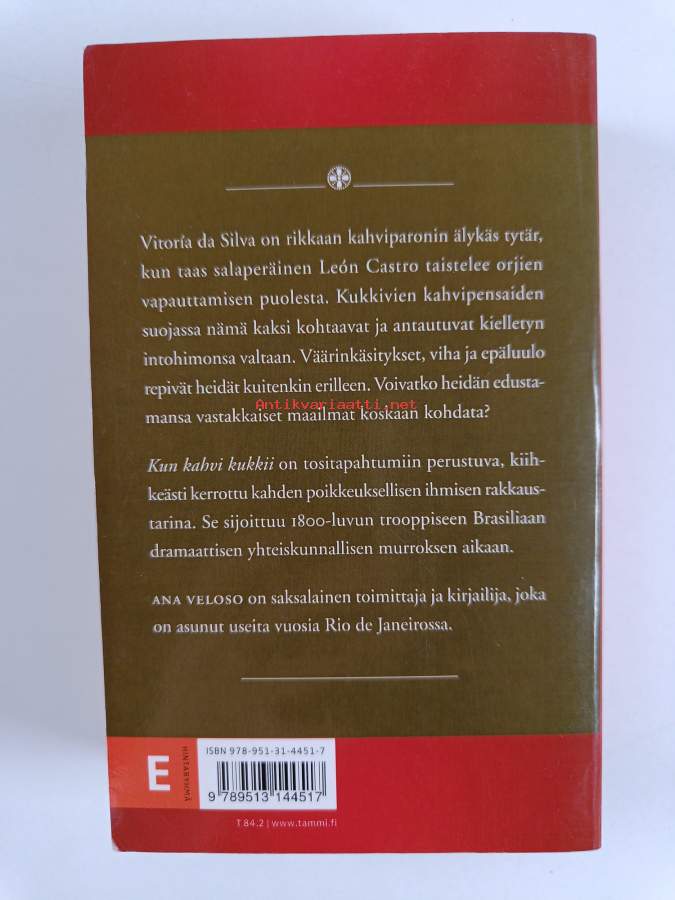 Vitoría da Silva on rikkaan kahviparonin älykäs tytär,
kun taas salaperäinen León Castro taistelee orjien
vapauttamisen puolesta. Kukkivien kahvipensaiden
suojassa nämä kaksi kohtaavat ja antautuvat kielletyn
intohimonsa valtaan. Väärinkäsitykset, viha ja epäluulo
repivät heidät kuitenkin erilleen. Voivatko heidän edusta-
Antikvariaatti.net
mansa vastakkaiset maailmat koskaan kohdata?
Kun kahvi kukkii on tositapahtumiin perustuva, kiih-
keästi kerrottu kahden poikkeuksellisen ihmisen rakkaus-
tarina. Se sijoittuu 1800-luvun trooppiseen Brasiliaan
dramaattisen yhteiskunnallisen murroksen aikaan.
ANA VELOSO on saksalainen toimittaja ja kirjailija, joka
on asunut useita vuosia Rio de Janeirossa.
E
HINTARYHMÄ
ISBN 978-951-31-4451-7
9 789513 144517
T 84.2 | www.tammi.fi